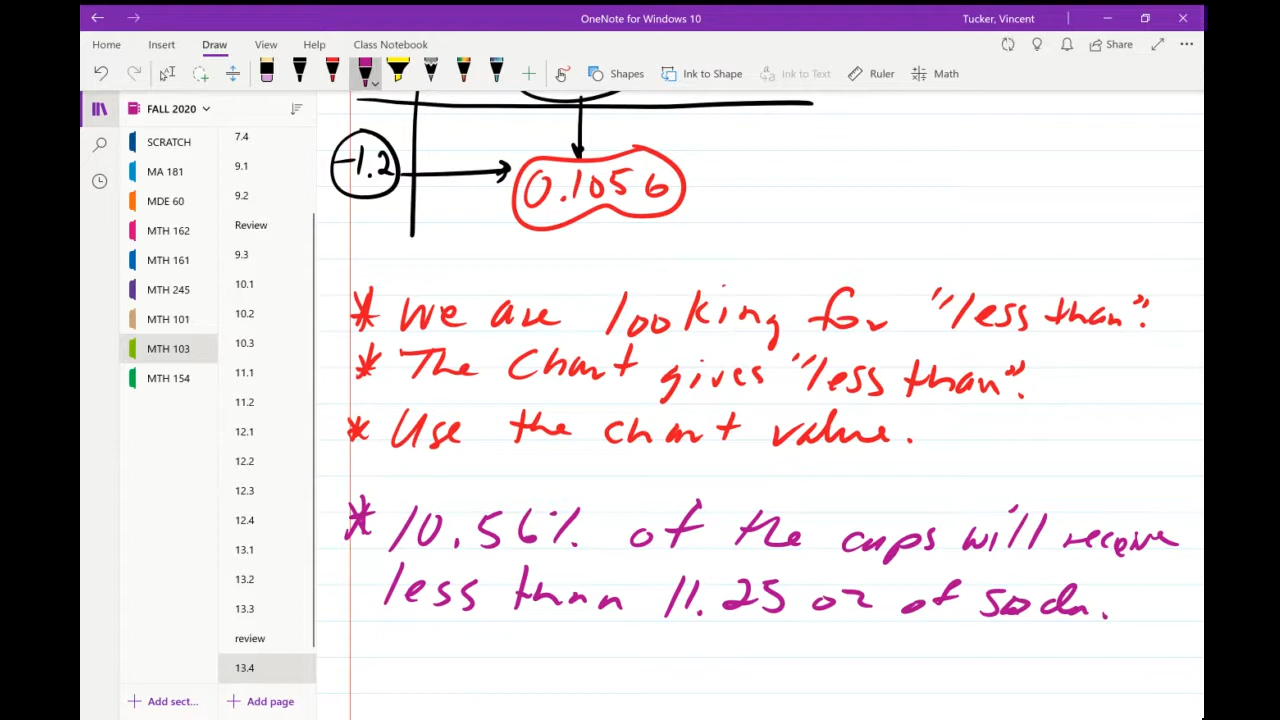 OneNote for Windows 10
Tucker, Vincent
Home Insert Draw View Help Class Notebook
Share
Shapes Ink to Shape Ink to Text Ruler Math
FALL 2020
SCRATCH
MA 181
MDE 60
MTH 162
MTH 161
MTH 245
MTH 101
MTH 103
MTH 154
Add sect...
7.4
9.1
9.2
Review
9.3
10.1
10.2
10.3
11.1
11.2
12.1
12.2
12.3
12.4
13.1
13.2
13.3
review
13.4
Add page
-1.2
0.1056
* We are looking for "less than".
* The Chart gives "less than".
* Use the chart value.
* 10.56% of the cups will receive
less than 11.25 oz of soda.